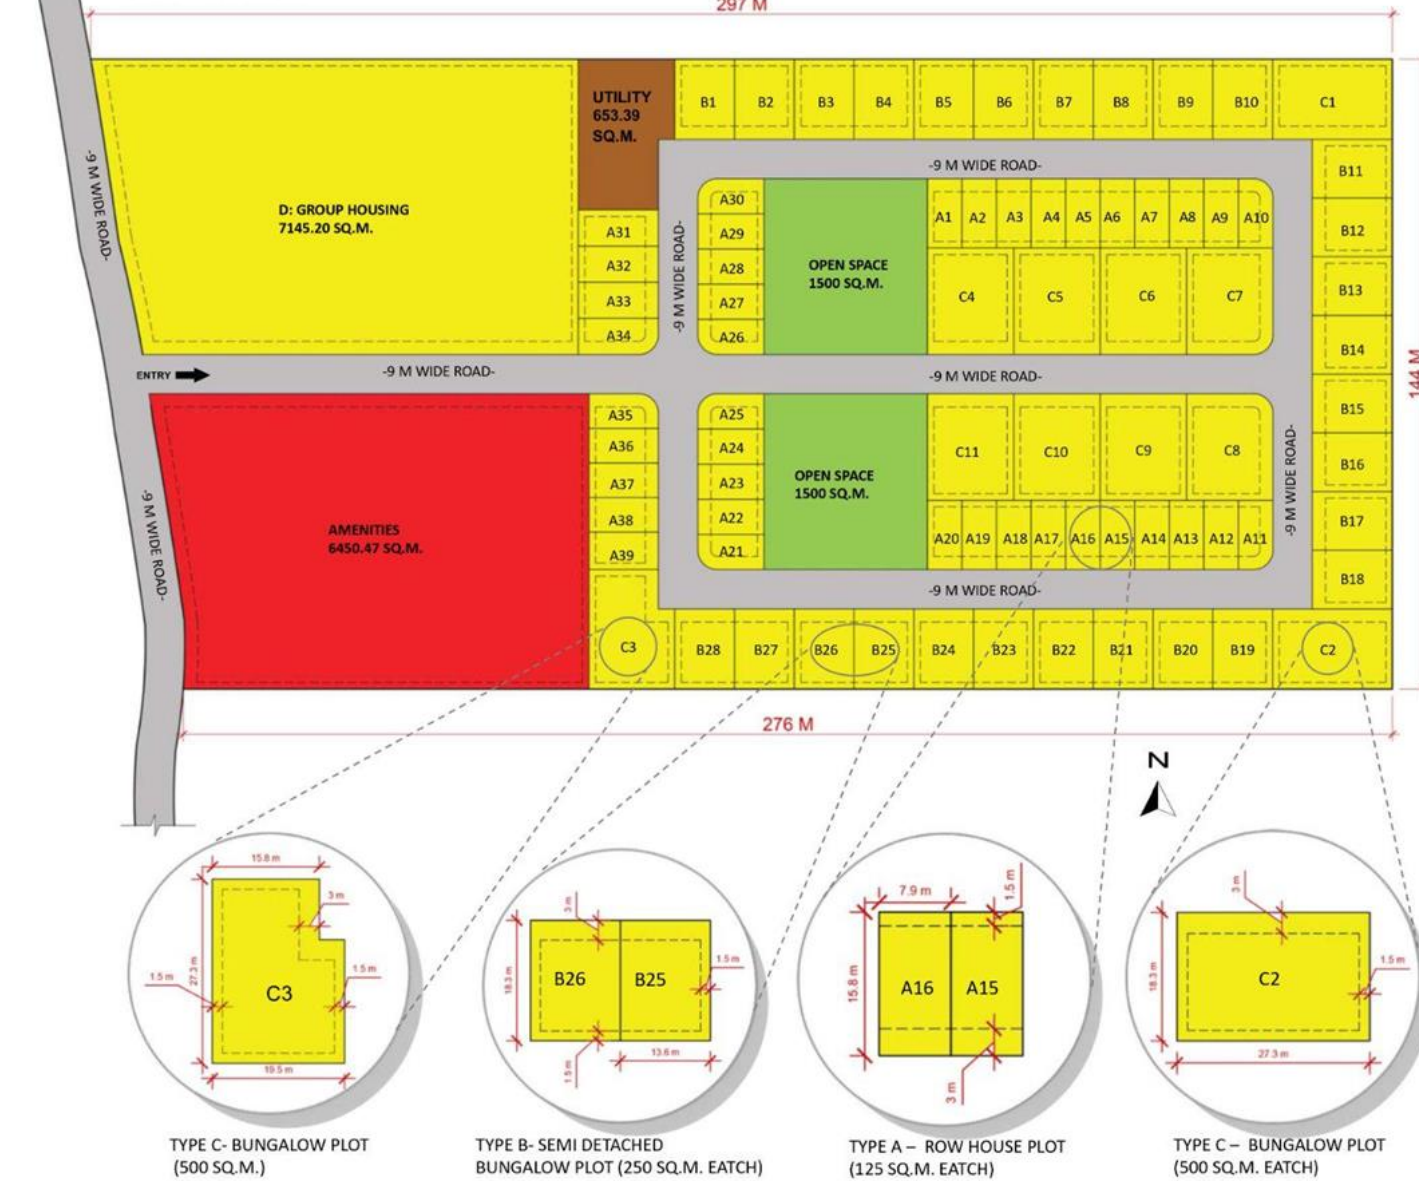 297 M
UTILITY
653.39
SQ.M.
B1 B2 B3 B4 B5 B6 B7 B8 B9 B10 C1
-9 M WIDE ROAD-
-9 M WIDE ROAD-
B11
A30
A1 A2 A3 A4 A5 A6 A7 A8 A9 A10
D: GROUP HOUSING
7145.20 SQ.M.
A31
A29
B12
-9 M WIDE ROAD-
A32
A28
OPEN SPACE
1500 SQ.M.
A33
A27
C4 C5 C6 C7
B13
A34
A26
B14
ENTRY
-9 M WIDE ROAD-
-9 M WIDE ROAD-
144 M
A35
A25
B15
A36
A24
C11 C10 C9 C8
B16
A37
A23
OPEN SPACE
1500 SQ.M.
-9 M WIDE ROAD-
-9 M WIDE ROAD-
AMENITIES
6450.47 SQ.M.
A38
A22
B17
A39
A21
A20 A19 A18 A17 A16 A15 A14 A13 A12 A11
-9 M WIDE ROAD-
B18
C3 B28 B27 B26 B25 B24 B23 B22 B21 B20 B19 C2
276 M
N
15.8 m
3 m
27.3 m
1.5 m
1.5 m
C3
19.5 m
TYPE C- BUNGALOW PLOT
(500 SQ.M.)
3 m
18.3 m
B26 B25
1.5 m
1.5 m
13.6 m
TYPE B- SEMI DETACHED
BUNGALOW PLOT (250 SQ.M. EATCH)
7.9 m
1.5 m
15.8 m
A16 A15
3 m
TYPE A – ROW HOUSE PLOT
(125 SQ.M. EATCH)
3 m
18.3 m
C2
1.5 m
27.3 m
TYPE C – BUNGALOW PLOT
(500 SQ.M. EATCH)